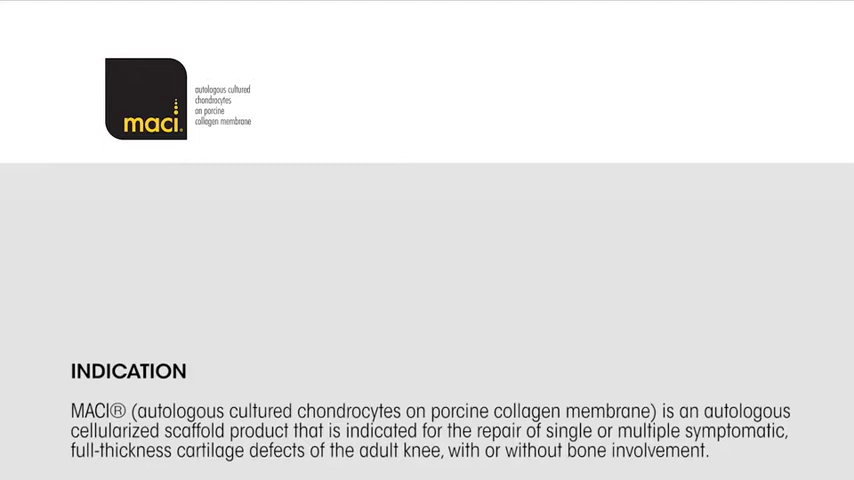 maci®
autologous cultured
chondrocytes
on porcine
collagen membrane
INDICATION
MACI® (autologous cultured chondrocytes on porcine collagen membrane) is an autologous
cellularized scaffold product that is indicated for the repair of single or multiple symptomatic,
full-thickness cartilage defects of the adult knee, with or without bone involvement.